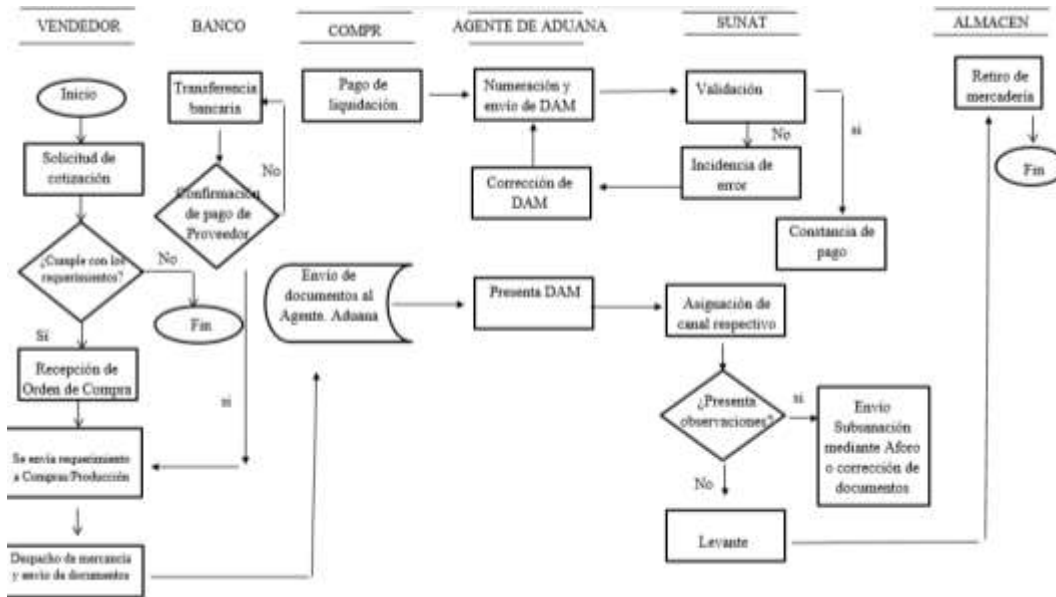 VENDEDOR
BANCO
COMPR
AGENTE DE ADUANA
SUNAT
ALMACEN
Inicio
Solicitud de
cotización
¿Cumple con los
requerimientos?
No
Fin
Sí
Recepción de
Orden de Compra
Se envía requerimiento
a Compras/Producción
Despacho de mercancía
y envío de documentos
Transferencia
bancaria
No
Confirmación
de pago de
Proveedor
si
Pago de
liquidación
Envío de
documentos al
Agente. Aduana
Numeración y
envío de DAM
Corrección de
DAM
Presenta DAM
Validación
No
si
Incidencia de
error
Constancia de
pago
Asignación de
canal respectivo
¿Presenta
observaciones?
si
Envío
Subsanación
mediante Aforo
o corrección de
documentos
No
Levante
Retiro de
mercadería
Fin